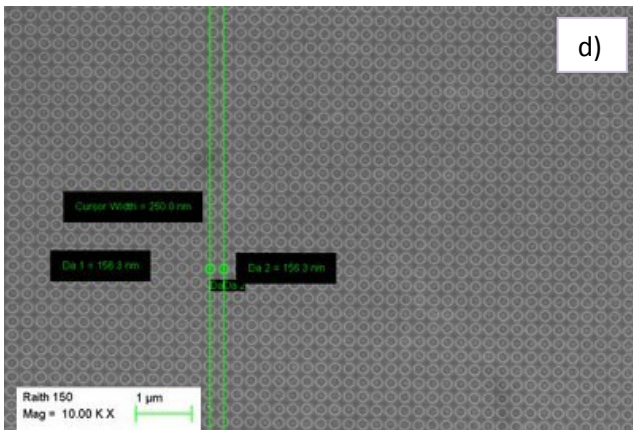 d)
Cursor Width = 250.0 nm
Da 1 = 156.3 nm
Da 2 = 156.3 nm
Raith 150
1 µm
Mag = 10.00 K X